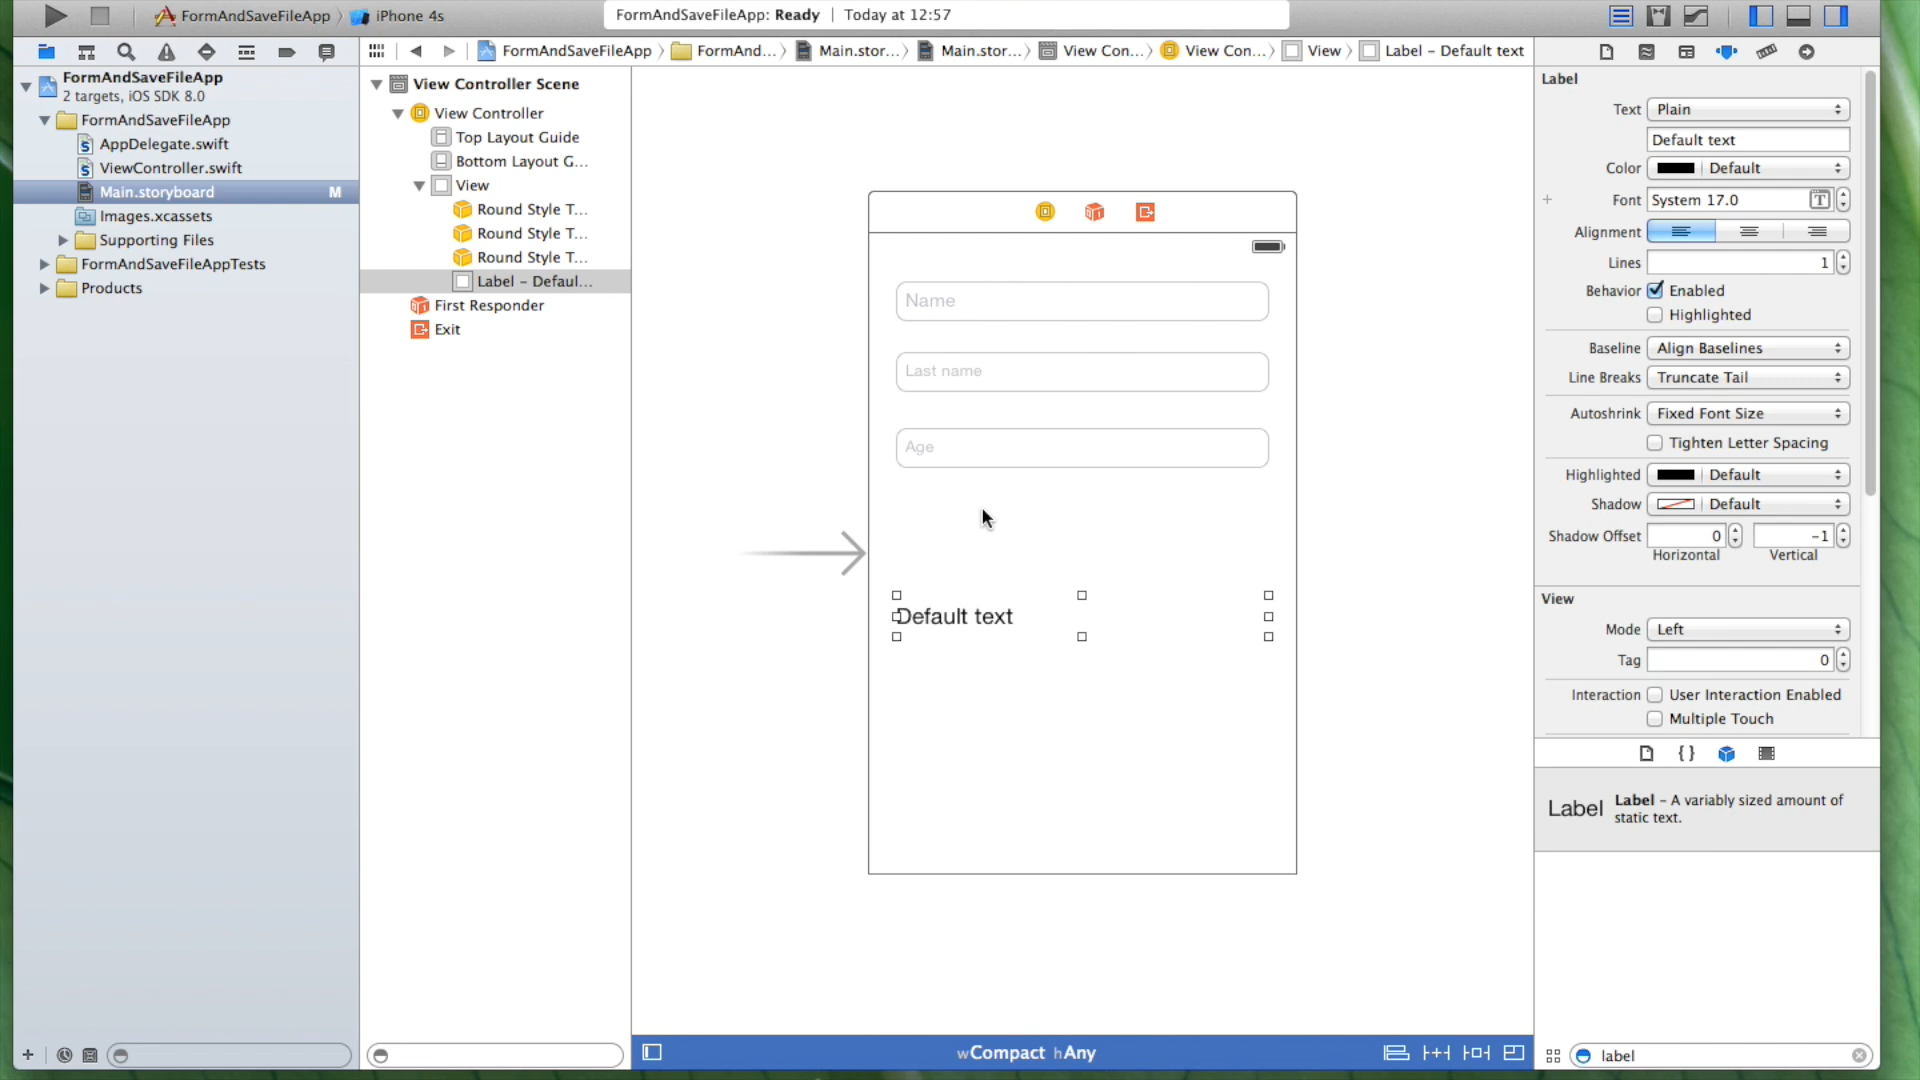 FormAndSaveFileApp
iPhone 4s
FormAndSaveFileApp: Ready | Today at 12:57
FormAndSaveFileApp
FormAnd...
Main.stor...
Main.stor...
View Con...
View Con...
View
Label – Default text
FormAndSaveFileApp
2 targets, iOS SDK 8.0
FormAndSaveFileApp
AppDelegate.swift
ViewController.swift
Main.storyboard M
Images.xcassets
Supporting Files
FormAndSaveFileAppTests
Products
View Controller Scene
View Controller
Top Layout Guide
Bottom Layout G...
View
Round Style T...
Round Style T...
Round Style T...
Label – Defaul...
First Responder
Exit
Name
Last name
Age
Default text
wCompact hAny
Label
Text Plain
Default text
Color Default
Font System 17.0 T
Alignment
Lines 1
Behavior Enabled
Highlighted
Baseline Align Baselines
Line Breaks Truncate Tail
Autoshrink Fixed Font Size
Tighten Letter Spacing
Highlighted Default
Shadow Default
Shadow Offset 0 -1
Horizontal Vertical
View
Mode Left
Tag 0
Interaction User Interaction Enabled
Multiple Touch
{ }
Label Label – A variably sized amount of
static text.
label